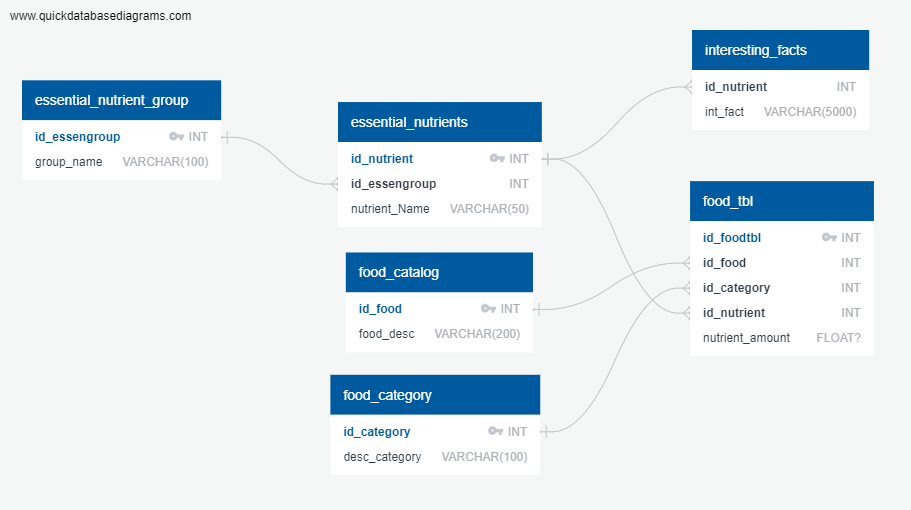 www.quickdatabasediagrams.com
essential_nutrient_group
id_essengroup INT
group_name VARCHAR(100)
essential_nutrients
id_nutrient INT
id_essengroup INT
nutrient_Name VARCHAR(50)
food_catalog
id_food INT
food_desc VARCHAR(200)
food_category
id_category INT
desc_category VARCHAR(100)
interesting_facts
id_nutrient INT
int_fact VARCHAR(5000)
food_tbl
id_foodtbl INT
id_food INT
id_category INT
id_nutrient INT
nutrient_amount FLOAT?